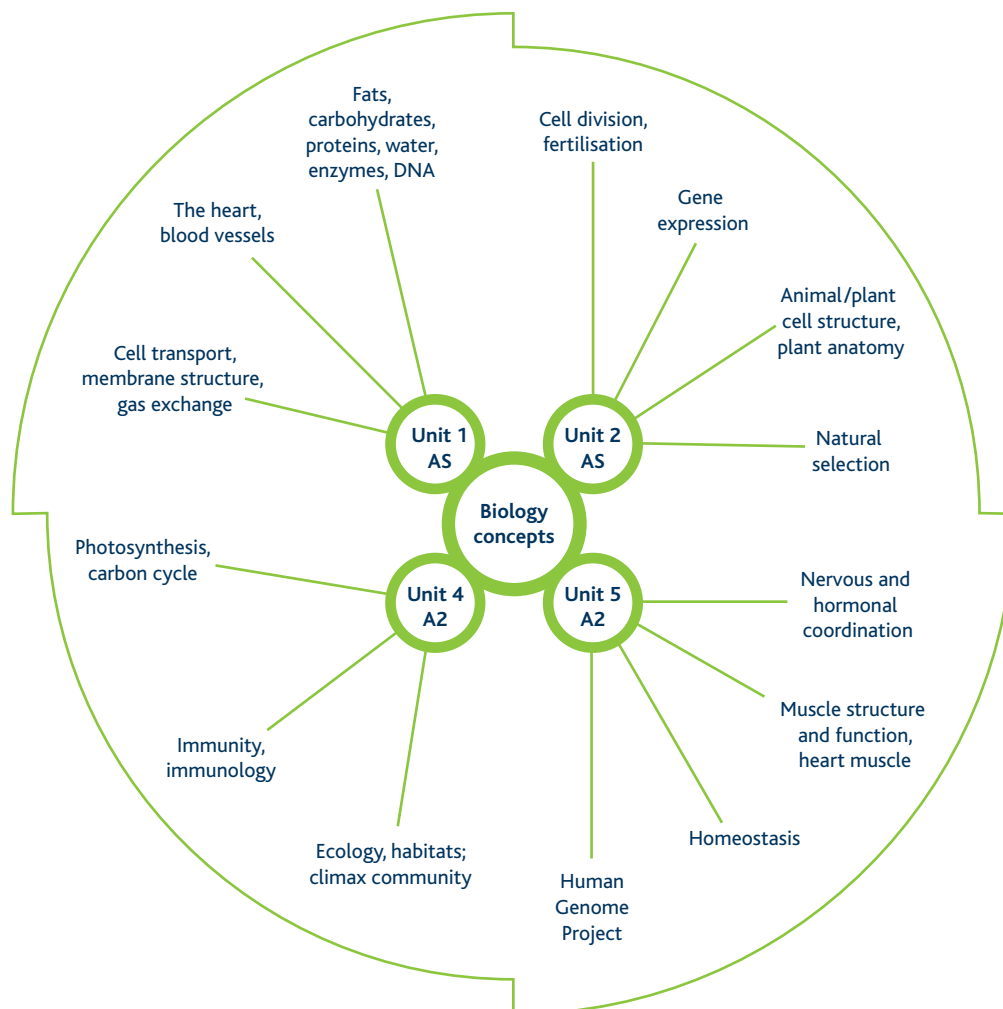 Fats,
carbohydrates,
proteins, water,
enzymes, DNA
Cell division,
fertilisation
The heart,
blood vessels
Gene
expression
Cell transport,
membrane structure,
gas exchange
Animal/plant
cell structure,
plant anatomy
Unit 1
AS
Unit 2
AS
Natural
selection
Biology
concepts
Photosynthesis,
carbon cycle
Unit 4
A2
Unit 5
A2
Nervous and
hormonal
coordination
Immunity,
immunology
Muscle structure
and function,
heart muscle
Ecology, habitats;
climax community
Homeostasis
Human
Genome
Project